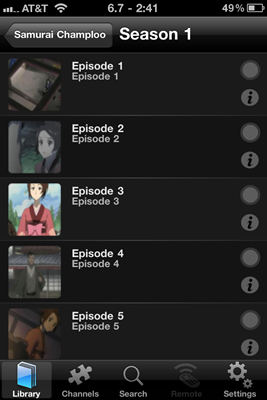 AT&T 6.7 - 2:41 49%
Samurai Champloo Season 1
Episode 1
Episode 1
Episode 2
Episode 2
Episode 3
Episode 3
Episode 4
Episode 4
Episode 5
Episode 5
Library Channels Search Remote Settings